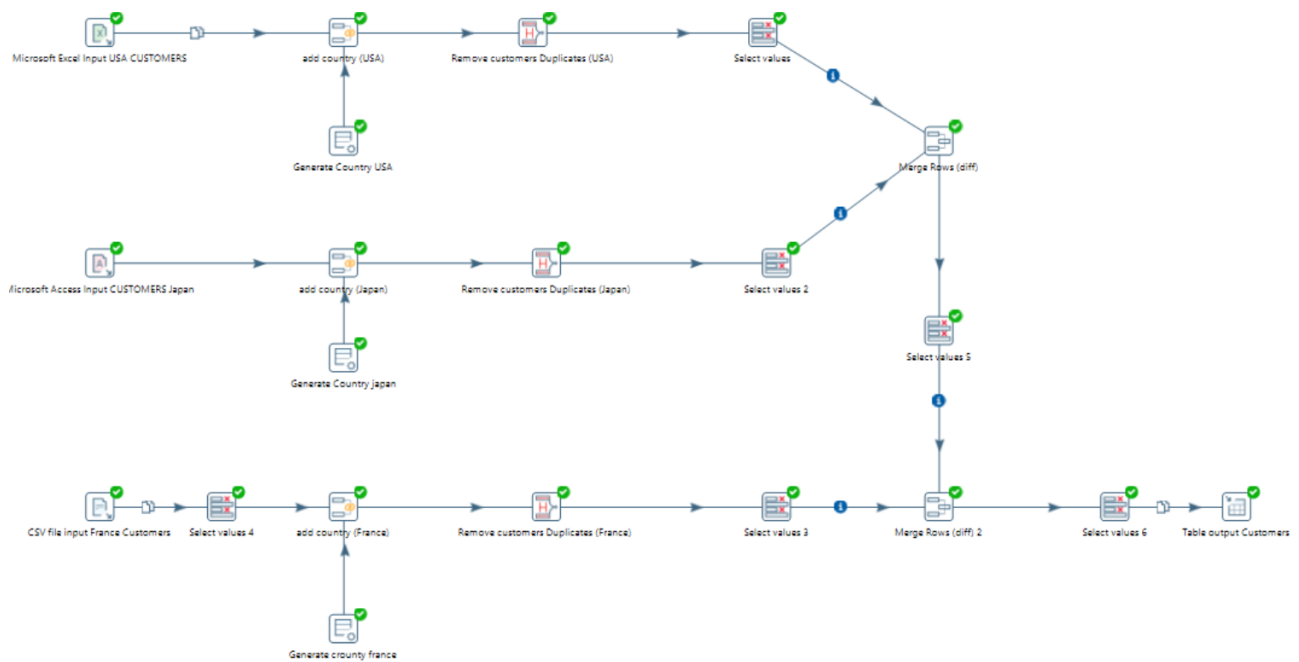 Microsoft Excel Input USA CUSTOMERS
add country (USA)
Remove customers Duplicates (USA)
Select values
Generate Country USA
Merge Rows (diff)
Microsoft Access Input CUSTOMERS Japan
add country (Japan)
Remove customers Duplicates (Japan)
Select values 2
Generate Country japan
Select values 5
CSV file input France Customers
Select values 4
add country (France)
Remove customers Duplicates (France)
Select values 3
Merge Rows (diff) 2
Select values 6
Table output Customers
Generate crounty france